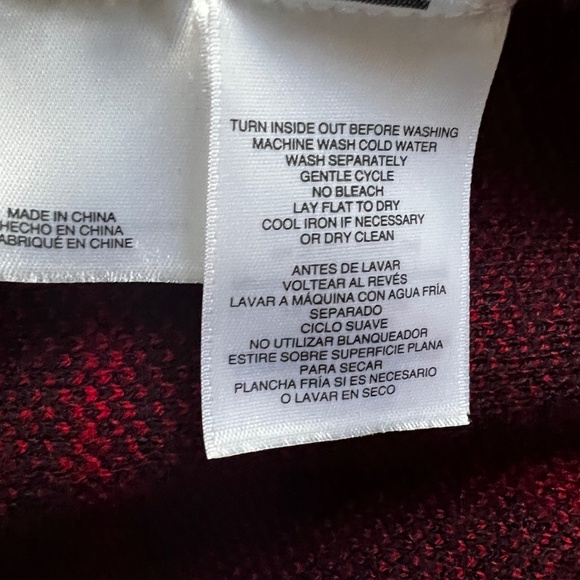 MADE IN CHINA
HECHO EN CHINA
FABRIQUÉ EN CHINE
TURN INSIDE OUT BEFORE WASHING
MACHINE WASH COLD WATER
WASH SEPARATELY
GENTLE CYCLE
NO BLEACH
LAY FLAT TO DRY
COOL IRON IF NECESSARY
OR DRY CLEAN
ANTES DE LAVAR
VOLTEAR AL REVÉS
LAVAR A MÁQUINA CON AGUA FRÍA
SEPARADO
CICLO SUAVE
NO UTILIZAR BLANQUEADOR
ESTIRE SOBRE SUPERFICIE PLANA
PARA SECAR
PLANCHA FRÍA SI ES NECESARIO
O LAVAR EN SECO